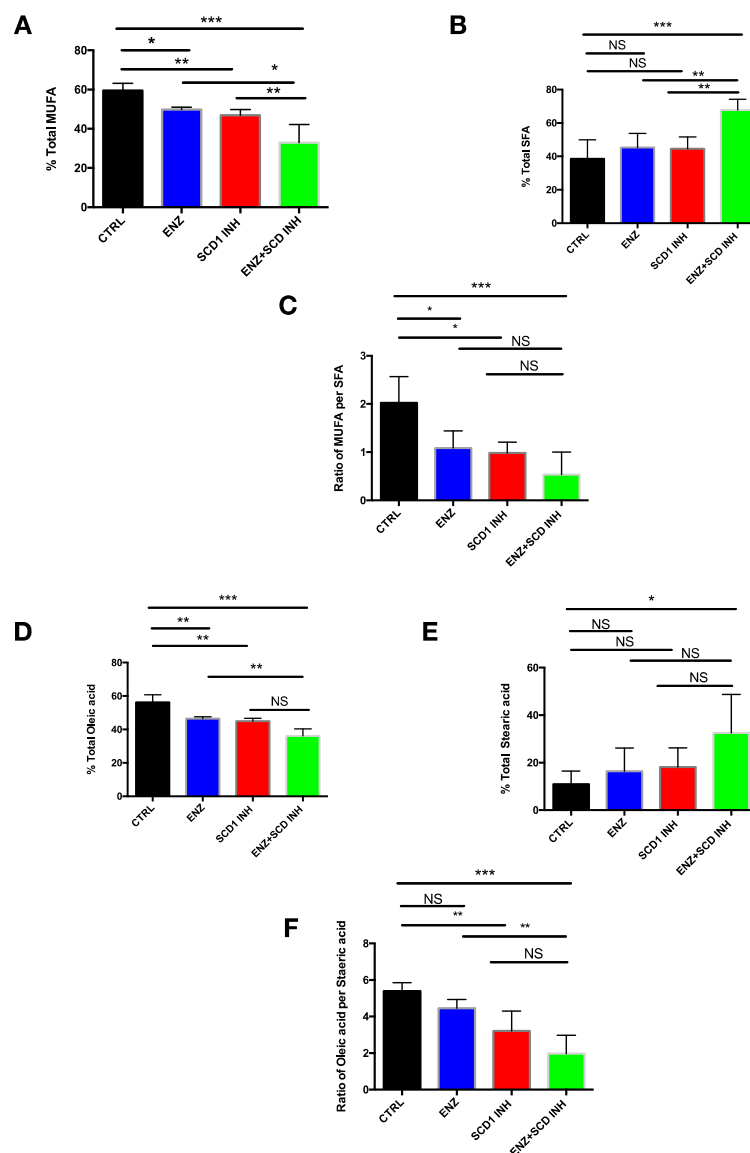 A
***
*
**
*
**
% Total MUFA
80
60
40
20
0
CTRL
ENZ
SCD1 INH
ENZ+SCD INH
B
***
NS
NS
**
**
% Total SFA
80
60
40
20
0
CTRL
ENZ
SCD1 INH
ENZ+SCD INH
C
***
*
*
NS
NS
Ratio of MUFA per SFA
3
2
1
0
CTRL
ENZ
SCD1 INH
ENZ+SCD INH
D
***
**
**
**
NS
% Total Oleic acid
80
60
40
20
0
CTRL
ENZ
SCD1 INH
ENZ+SCD INH
E
*
NS
NS
NS
NS
% Total Stearic acid
60
40
20
0
CTRL
ENZ
SCD1 INH
ENZ+SCD INH
F
***
NS
**
**
NS
Ratio of Oleic acid per Staeric acid
8
6
4
2
0
CTRL
ENZ
SCD1 INH
ENZ+SCD INH